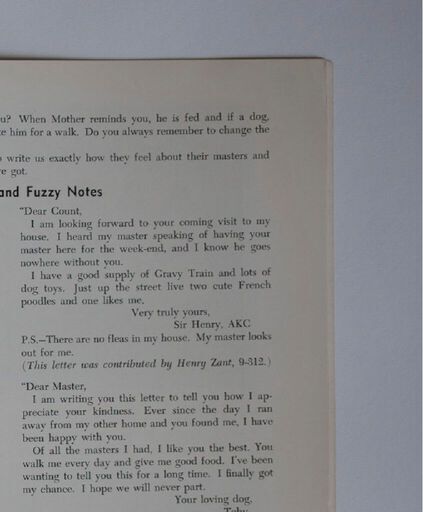 u? When Mother reminds you, he is fed and if a dog,
e him for a walk. Do you always remember to change the
write us exactly how they feel about their masters and
e got.
and Fuzzy Notes
"Dear Count,
I am looking forward to your coming visit to my
house. I heard my master speaking of having your
master here for the week-end, and I know he goes
nowhere without you.
I have a good supply of Gravy Train and lots of
dog toys. Just up the street live two cute French
poodles and one likes me.
Very truly yours,
Sir Henry, AKC
P.S.—There are no fleas in my house. My master looks
out for me.
(This letter was contributed by Henry Zant, 9-312.)
"Dear Master,
I am writing you this letter to tell you how I ap-
preciate your kindness. Ever since the day I ran
away from my other home and you found me, I have
been happy with you.
Of all the masters I had, I like you the best. You
walk me every day and give me good food. I've been
wanting to tell you this for a long time. I finally got
my chance. I hope we will never part.
Your loving dog,
Toby